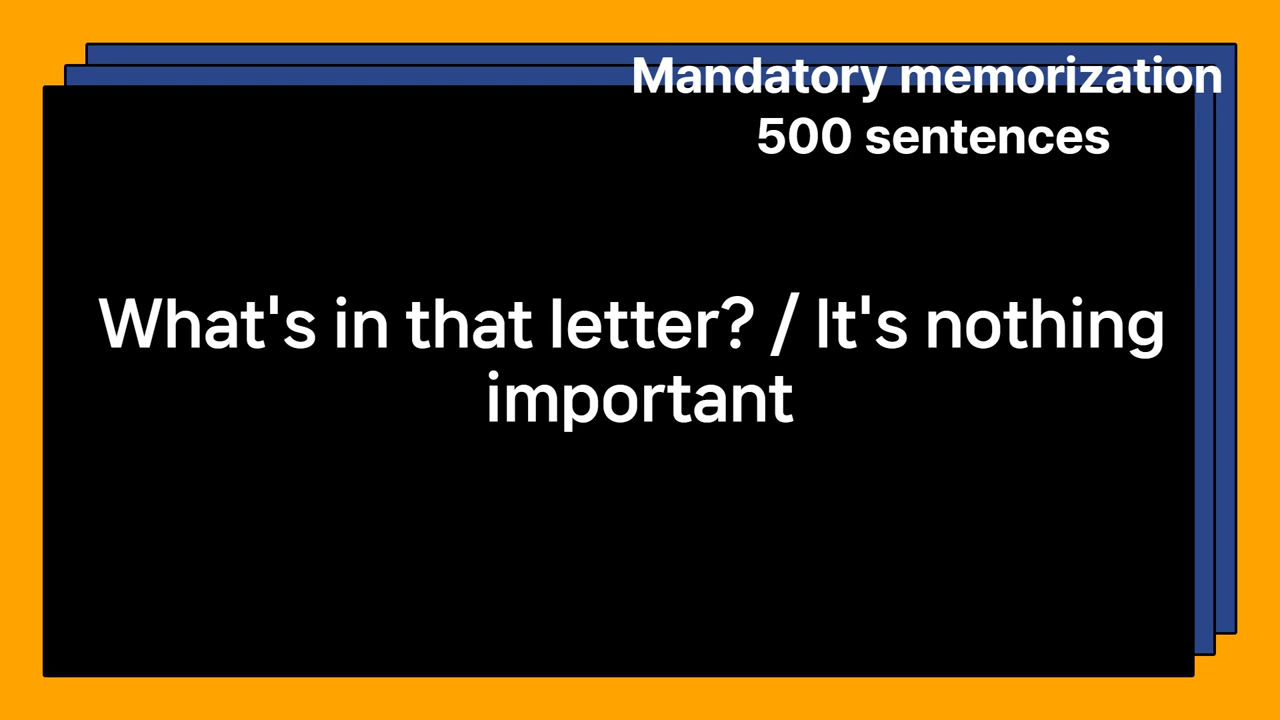 Mandatory memorization
500 sentences
What's in that letter? / It's nothing
important